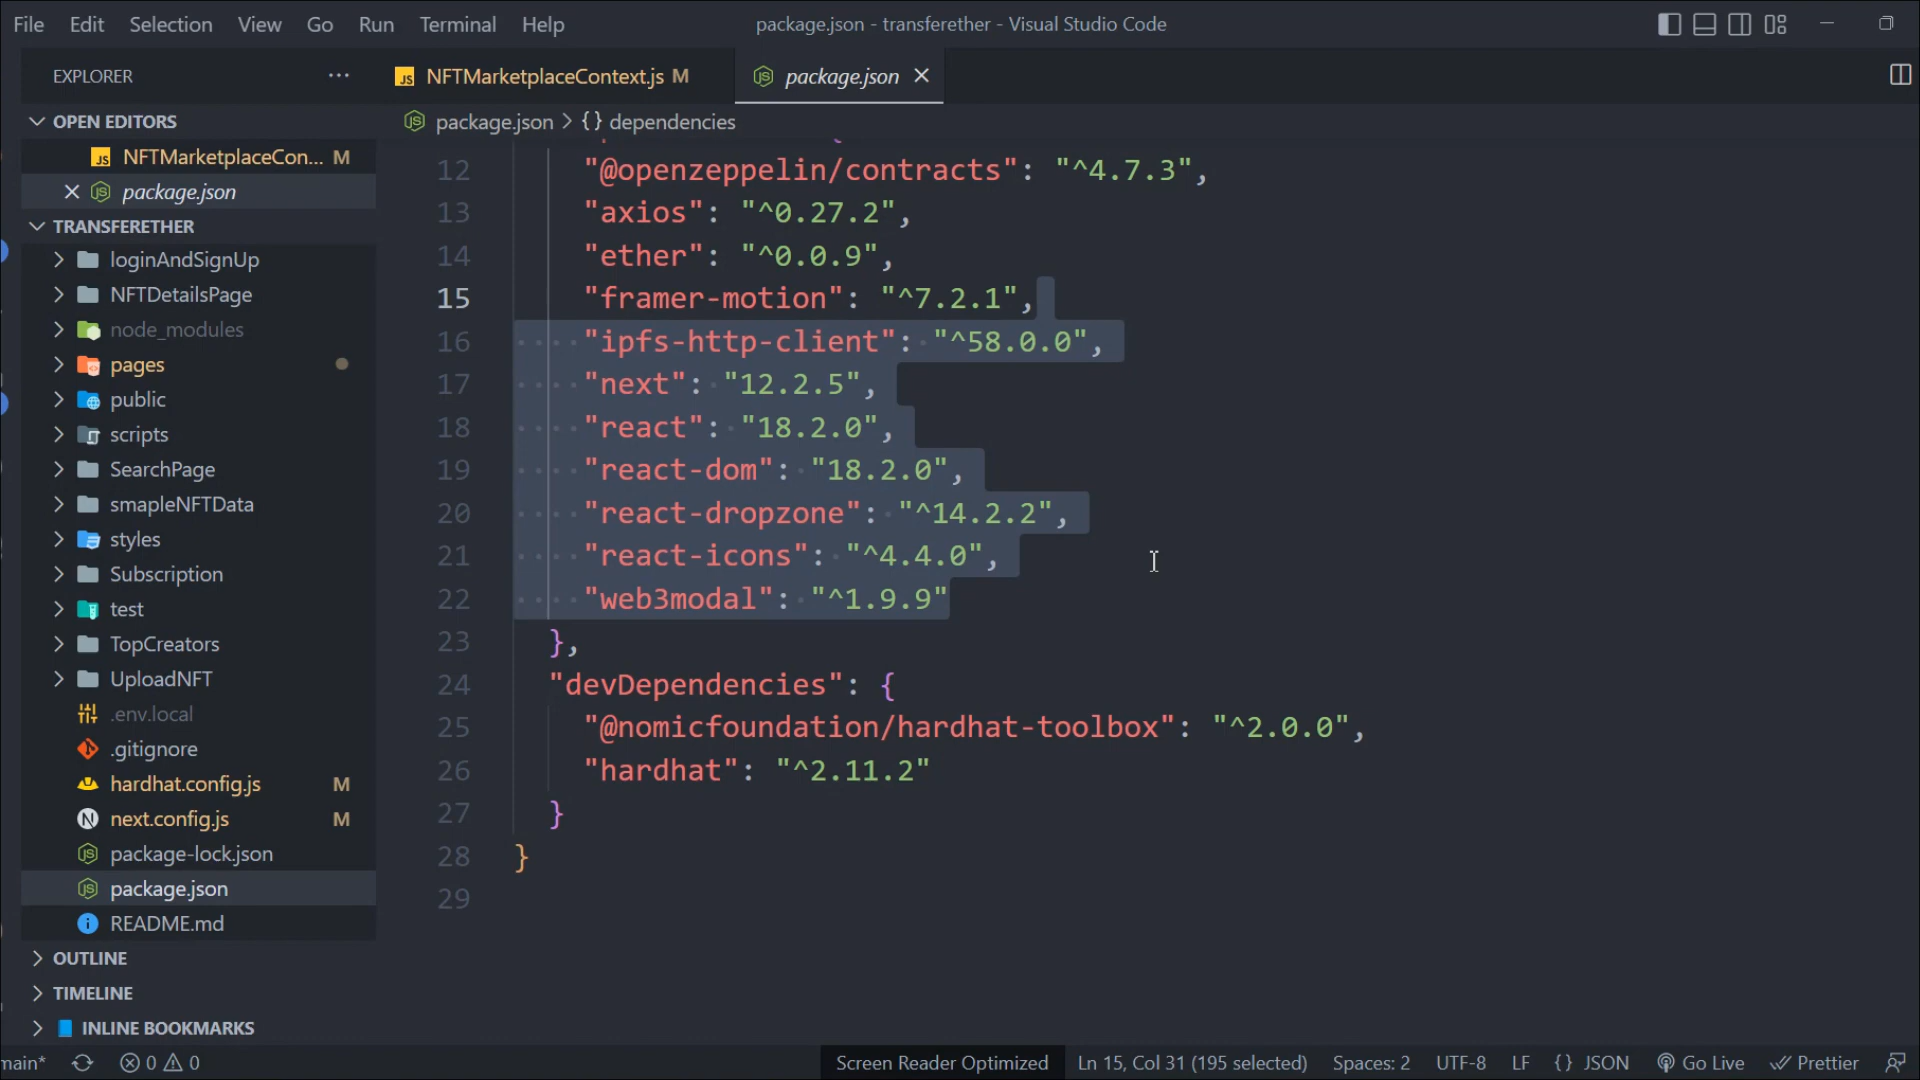 File Edit Selection View Go Run Terminal Help
package.json - transferether - Visual Studio Code
EXPLORER
NFTMarketplaceContext.js M
package.json
OPEN EDITORS
NFTMarketplaceCon... M
package.json
TRANSFERETHER
loginAndSignUp
NFTDetailsPage
node_modules
pages
public
scripts
SearchPage
smapleNFTData
styles
Subscription
test
TopCreators
UploadNFT
.env.local
.gitignore
hardhat.config.js M
next.config.js M
package-lock.json
package.json
README.md
OUTLINE
TIMELINE
INLINE BOOKMARKS
package.json > {} dependencies
12 "@openzeppelin/contracts": "^4.7.3",
13 "axios": "^0.27.2",
14 "ether": "^0.0.9",
15 "framer-motion": "^7.2.1",
16 "ipfs-http-client": "^58.0.0",
17 "next": "12.2.5",
18 "react": "18.2.0",
19 "react-dom": "18.2.0",
20 "react-dropzone": "^14.2.2",
21 "react-icons": "^4.4.0",
22 "web3modal": "^1.9.9"
23 },
24 "devDependencies": {
25 "@nomicfoundation/hardhat-toolbox": "^2.0.0",
26 "hardhat": "^2.11.2"
27 }
28 }
29
main* 0 0
Screen Reader Optimized Ln 15, Col 31 (195 selected) Spaces: 2 UTF-8 LF {} JSON Go Live Prettier